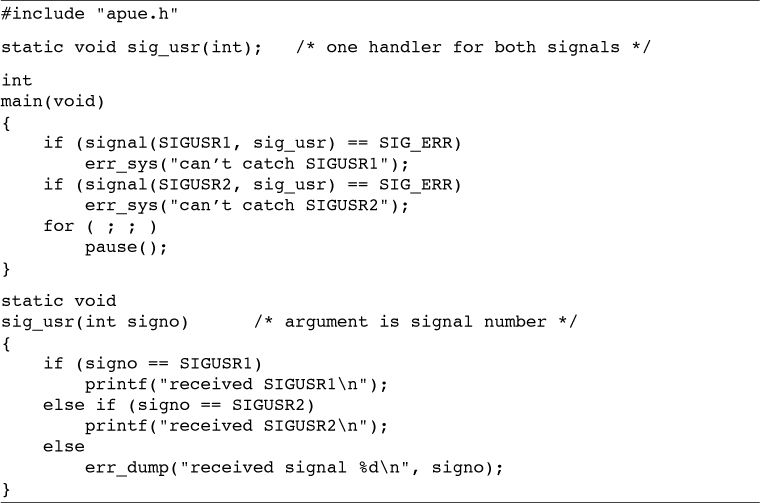 #include "apue.h"
static void sig_usr(int);   /* one handler for both signals */
int
main(void)
{
    if (signal(SIGUSR1, sig_usr) == SIG_ERR)
        err_sys("can’t catch SIGUSR1");
    if (signal(SIGUSR2, sig_usr) == SIG_ERR)
        err_sys("can’t catch SIGUSR2");
    for ( ; ; )
        pause();
}
static void
sig_usr(int signo)      /* argument is signal number */
{
    if (signo == SIGUSR1)
        printf("received SIGUSR1\n");
    else if (signo == SIGUSR2)
        printf("received SIGUSR2\n");
    else
        err_dump("received signal %d\n", signo);
}